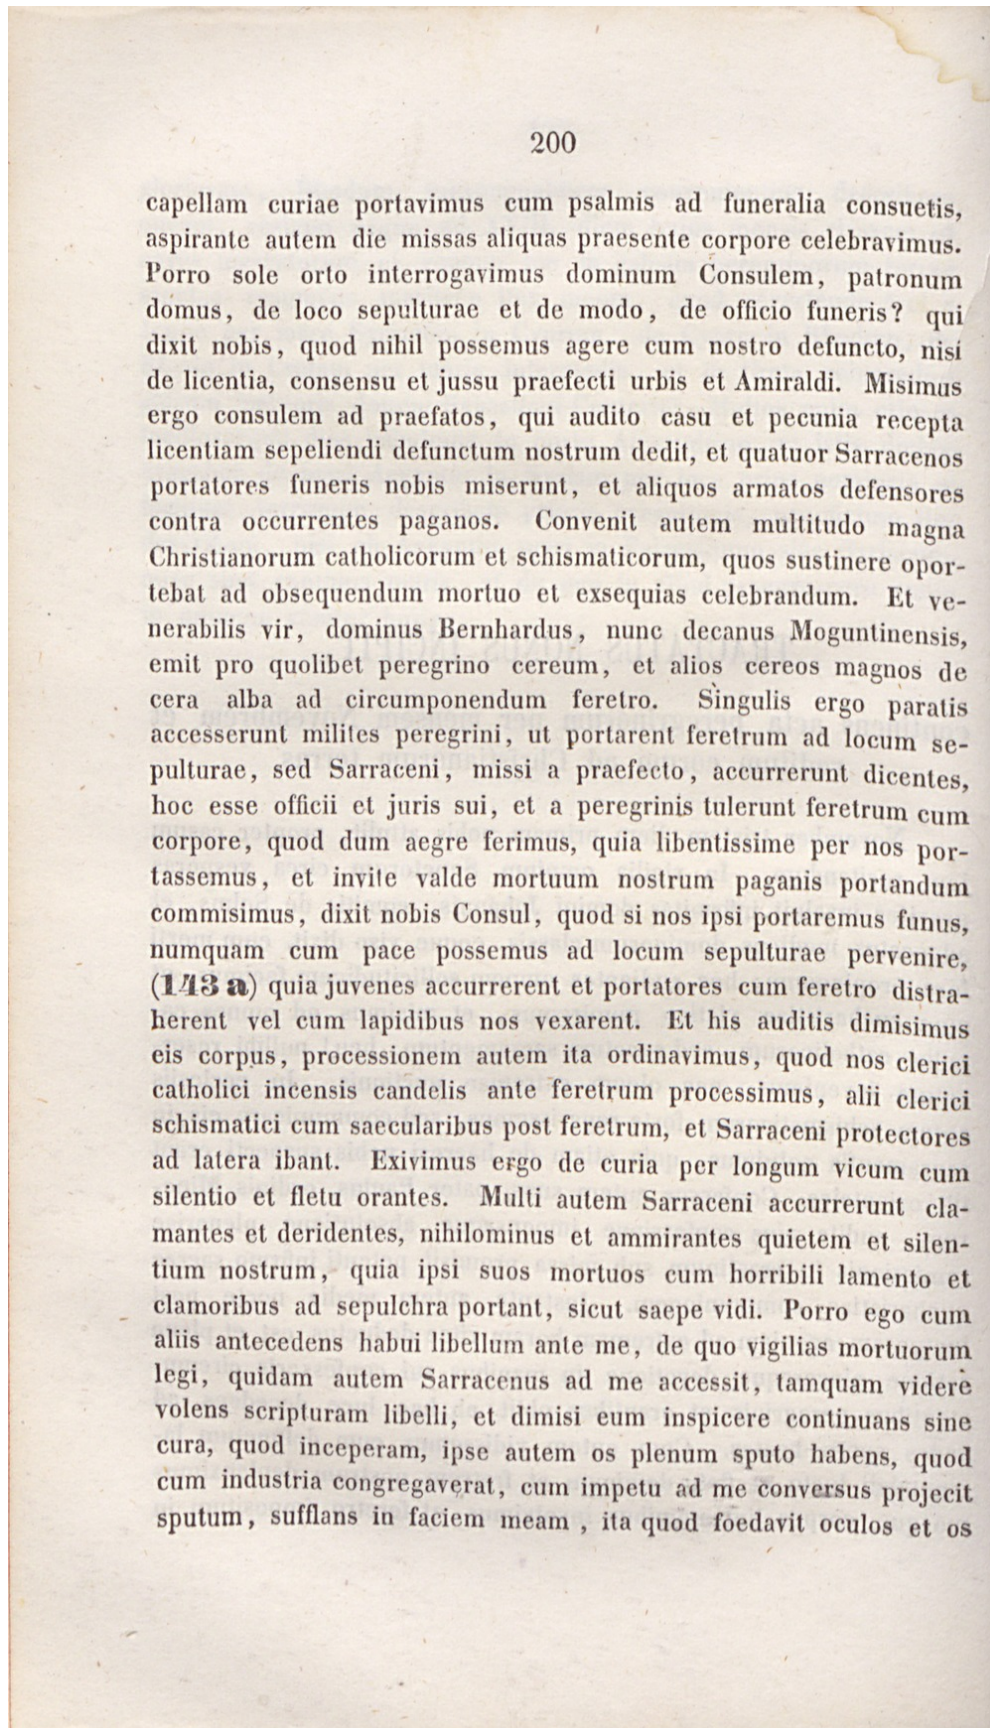 200
capellam curiae portavimus cum psalmis ad funeralia consuetis,
aspirante autem die missas aliquas praesente corpore celebravimus.
Porro sole orto interrogavimus dominum Consulem, patronum
domus, de loco sepulturae et de modo, de officio funeris? qui
dixit nobis, quod nihil possemus agere cum nostro defuncto, nisi
de licentia, consensu et jussu praefecti urbis et Amiraldi. Misimus
ergo consulem ad praefatos, qui audito casu et pecunia recepta
licentiam sepeliendi defunctum nostrum dedit, et quatuor Sarracenos
portatores funeris nobis miserunt, et aliquos armatos defensores
contra occurrentes paganos. Convenit autem multitudo magna
Christianorum catholicorum et schismaticorum, quos sustinere opor-
tebat ad obsequendum mortuo et exsequias celebrandum. Et ve-
nerabilis vir, dominus Bernhardus, nunc decanus Moguntinensis,
emit pro quolibet peregrino cereum, et alios cereos magnos de
cera alba ad circumponendum feretro. Singulis ergo paratis
accesserunt milites peregrini, ut portarent feretrum ad locum se-
pulturae, sed Sarraceni, missi a praefecto, accurrerunt dicentes,
hoc esse officii et juris sui, et a peregrinis tulerunt feretrum cum
corpore, quod dum aegre ferimus, quia libentissime per nos por-
tassemus, et invite valde mortuum nostrum paganis portandum
commisimus, dixit nobis Consul, quod si nos ipsi portaremus funus,
numquam cum pace possemus ad locum sepulturae pervenire,
(143 a) quia juvenes accurrerent et portatores cum feretro distra-
herent vel cum lapidibus nos vexarent. Et his auditis dimisimus
eis corpus, processionem autem ita ordinavimus, quod nos clerici
catholici incensis candelis ante feretrum processimus, alii clerici
schismatici cum saecularibus post feretrum, et Sarraceni protectores
ad latera ibant. Exivimus ergo de curia per longum vicum cum
silentio et fletu orantes. Multi autem Sarraceni accurrerunt cla-
mantes et deridentes, nihilominus et ammirantes quietem et silen-
tium nostrum, quia ipsi suos mortuos cum horribili lamento et
clamoribus ad sepulchra portant, sicut saepe vidi. Porro ego cum
aliis antecedens habui libellum ante me, de quo vigilias mortuorum
legi, quidam autem Sarracenus ad me accessit, tamquam videre
volens scripturam libelli, et dimisi eum inspicere continuans sine
cura, quod inceperam, ipse autem os plenum sputo habens, quod
cum industria congregaverat, cum impetu ad me conversus projecit
sputum, sufflans in faciem meam , ita quod foedavit oculos et os